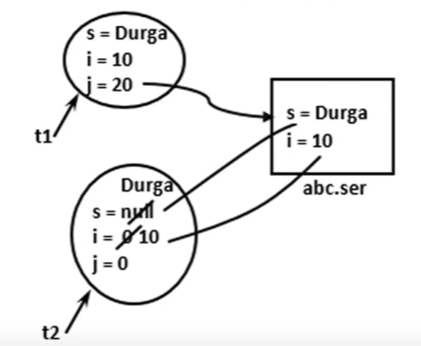 s = Durga
i = 10
j = 20
t1
s = Durga
i = 10
abc.ser
Durga
s = null
i = 0 10
j = 0
t2